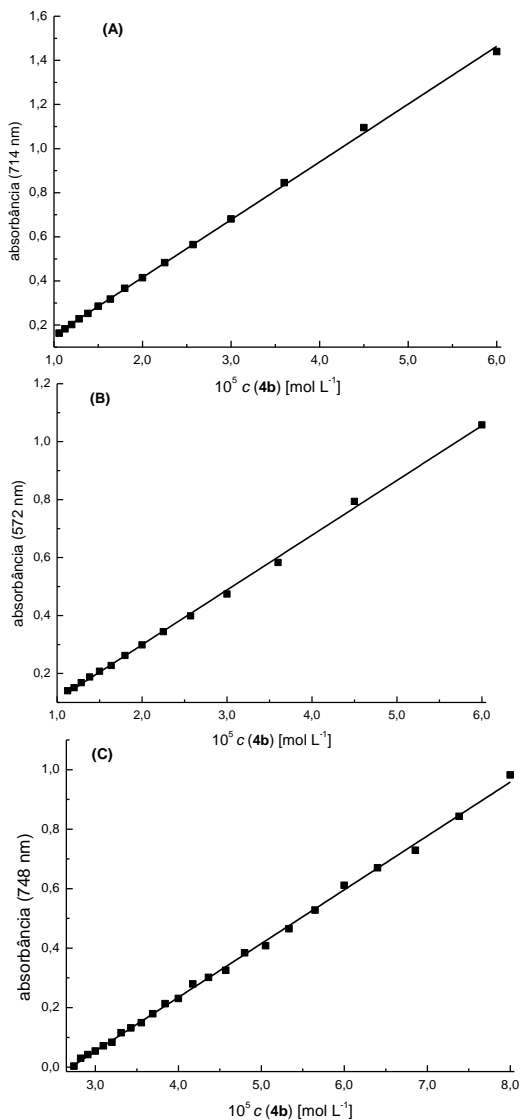 (A)
1,6
1,4
1,2
1,0
0,8
0,6
0,4
0,2
absorbância (714 nm)
1,0 2,0 3,0 4,0 5,0 6,0
10⁵ c (4b) [mol L⁻¹]
(B)
1,2
1,0
0,8
0,6
0,4
0,2
absorbância (572 nm)
1,0 2,0 3,0 4,0 5,0 6,0
10⁵ c (4b) [mol L⁻¹]
(C)
1,0
0,8
0,6
0,4
0,2
0,0
absorbância (748 nm)
3,0 4,0 5,0 6,0 7,0 8,0
10⁵ c (4b) [mol L⁻¹]